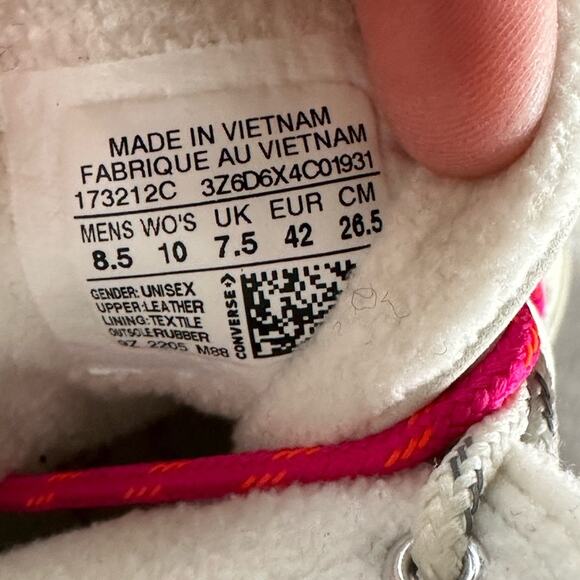 MADE IN VIETNAM
FABRIQUE AU VIETNAM
173212C 3Z6D6X4C01931
MENS WO'S UK EUR CM
8.5 10 7.5 42 26.5
GENDER: UNISEX
UPPER:LEATHER
LINING:TEXTILE
OUTSOLE:RUBBER
9Z 2205 M88
CONVERSE